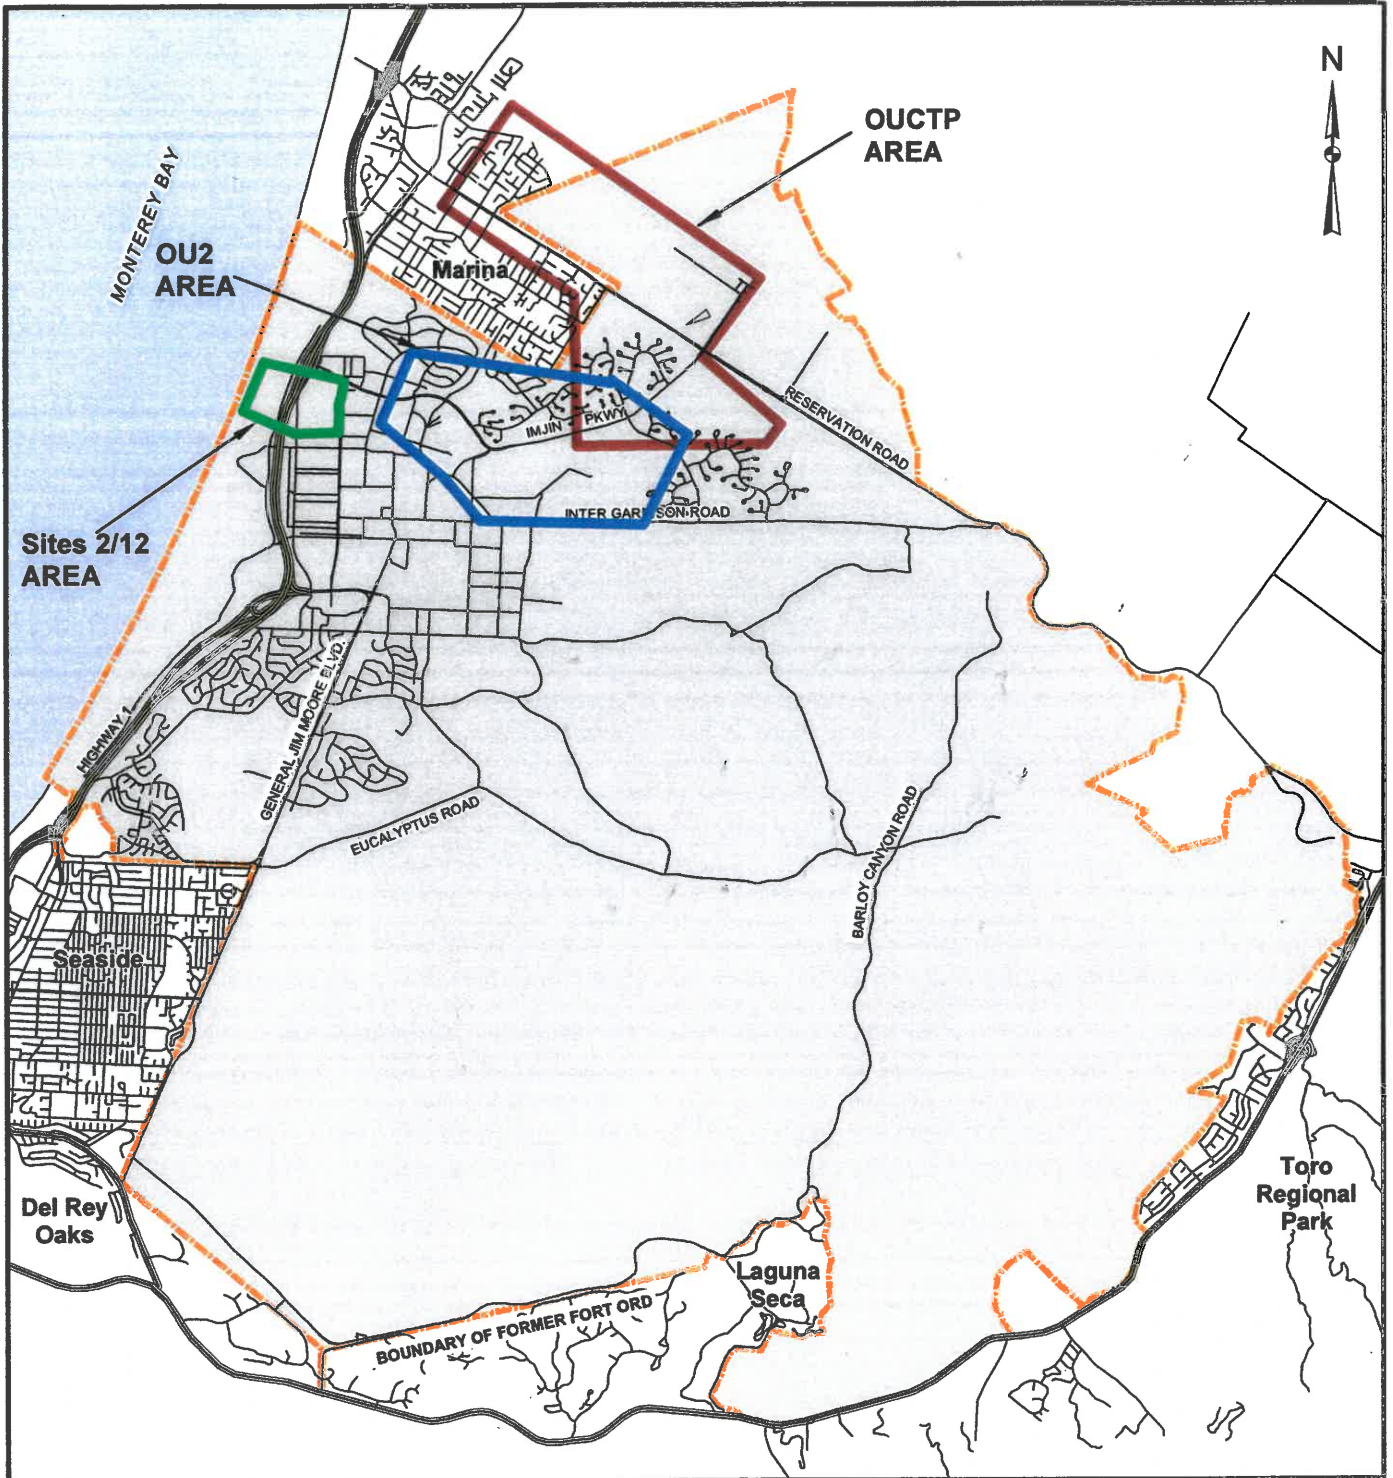 N
OUCTP
AREA
MONTEREY BAY
OU2
AREA
Marina
RESERVATION ROAD
IMJIN PKWY
INTER GARRISON ROAD
Sites 2/12
AREA
HIGHWAY 1
GENERAL JIM MOORE BLVD.
EUCALYPTUS ROAD
BARLOY CANYON ROAD
Seaside
Del Rey
Oaks
Toro
Regional
Park
Laguna
Seca
BOUNDARY OF FORMER FORT ORD